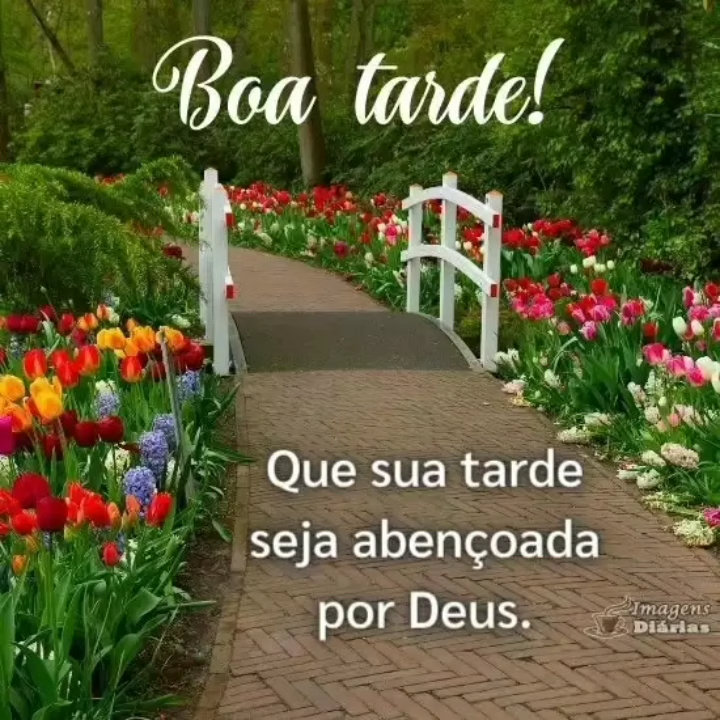 Boa tarde!
Que sua tarde
seja abençoada
por Deus.
Imagens
Diárias